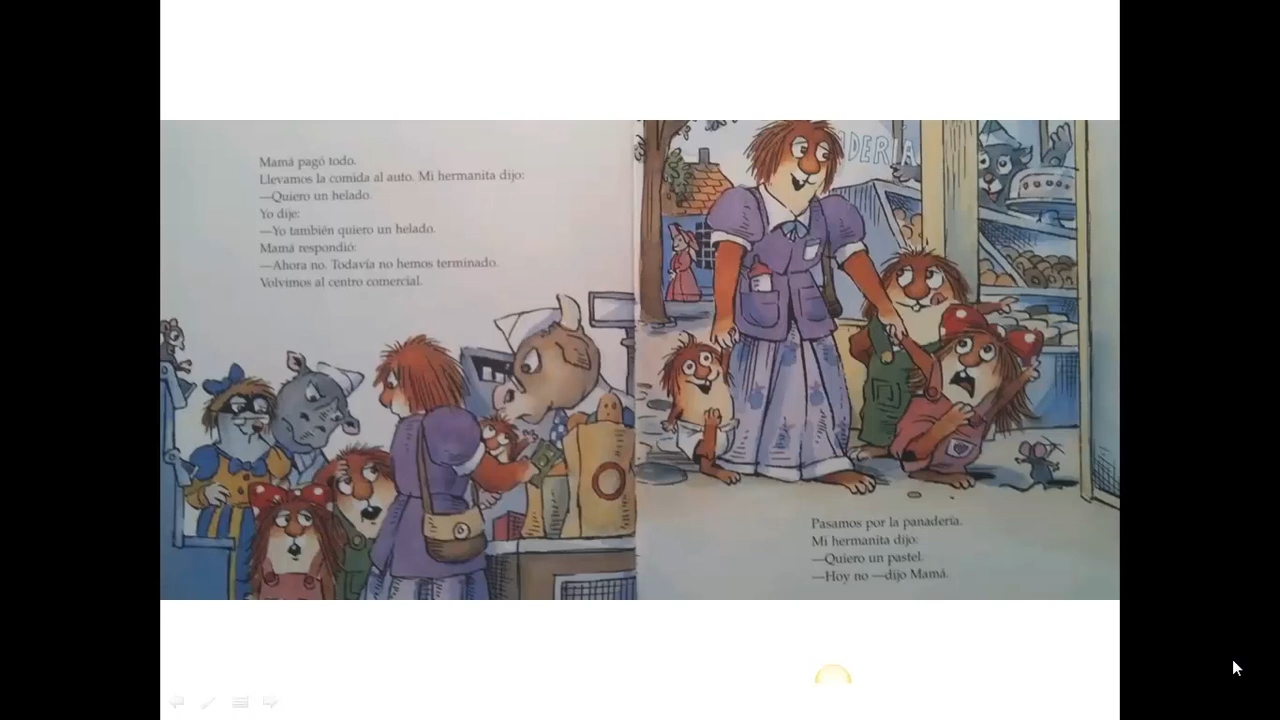 Mamá pagó todo.
Llevamos la comida al auto. Mi hermanita dijo:
—Quiero un helado.
Yo dije:
—Yo también quiero un helado.
Mamá respondió:
—Ahora no. Todavía no hemos terminado.
Volvimos al centro comercial.
DERÍA
Pasamos por la panadería.
Mi hermanita dijo:
—Quiero un pastel.
—Hoy no —dijo Mamá.